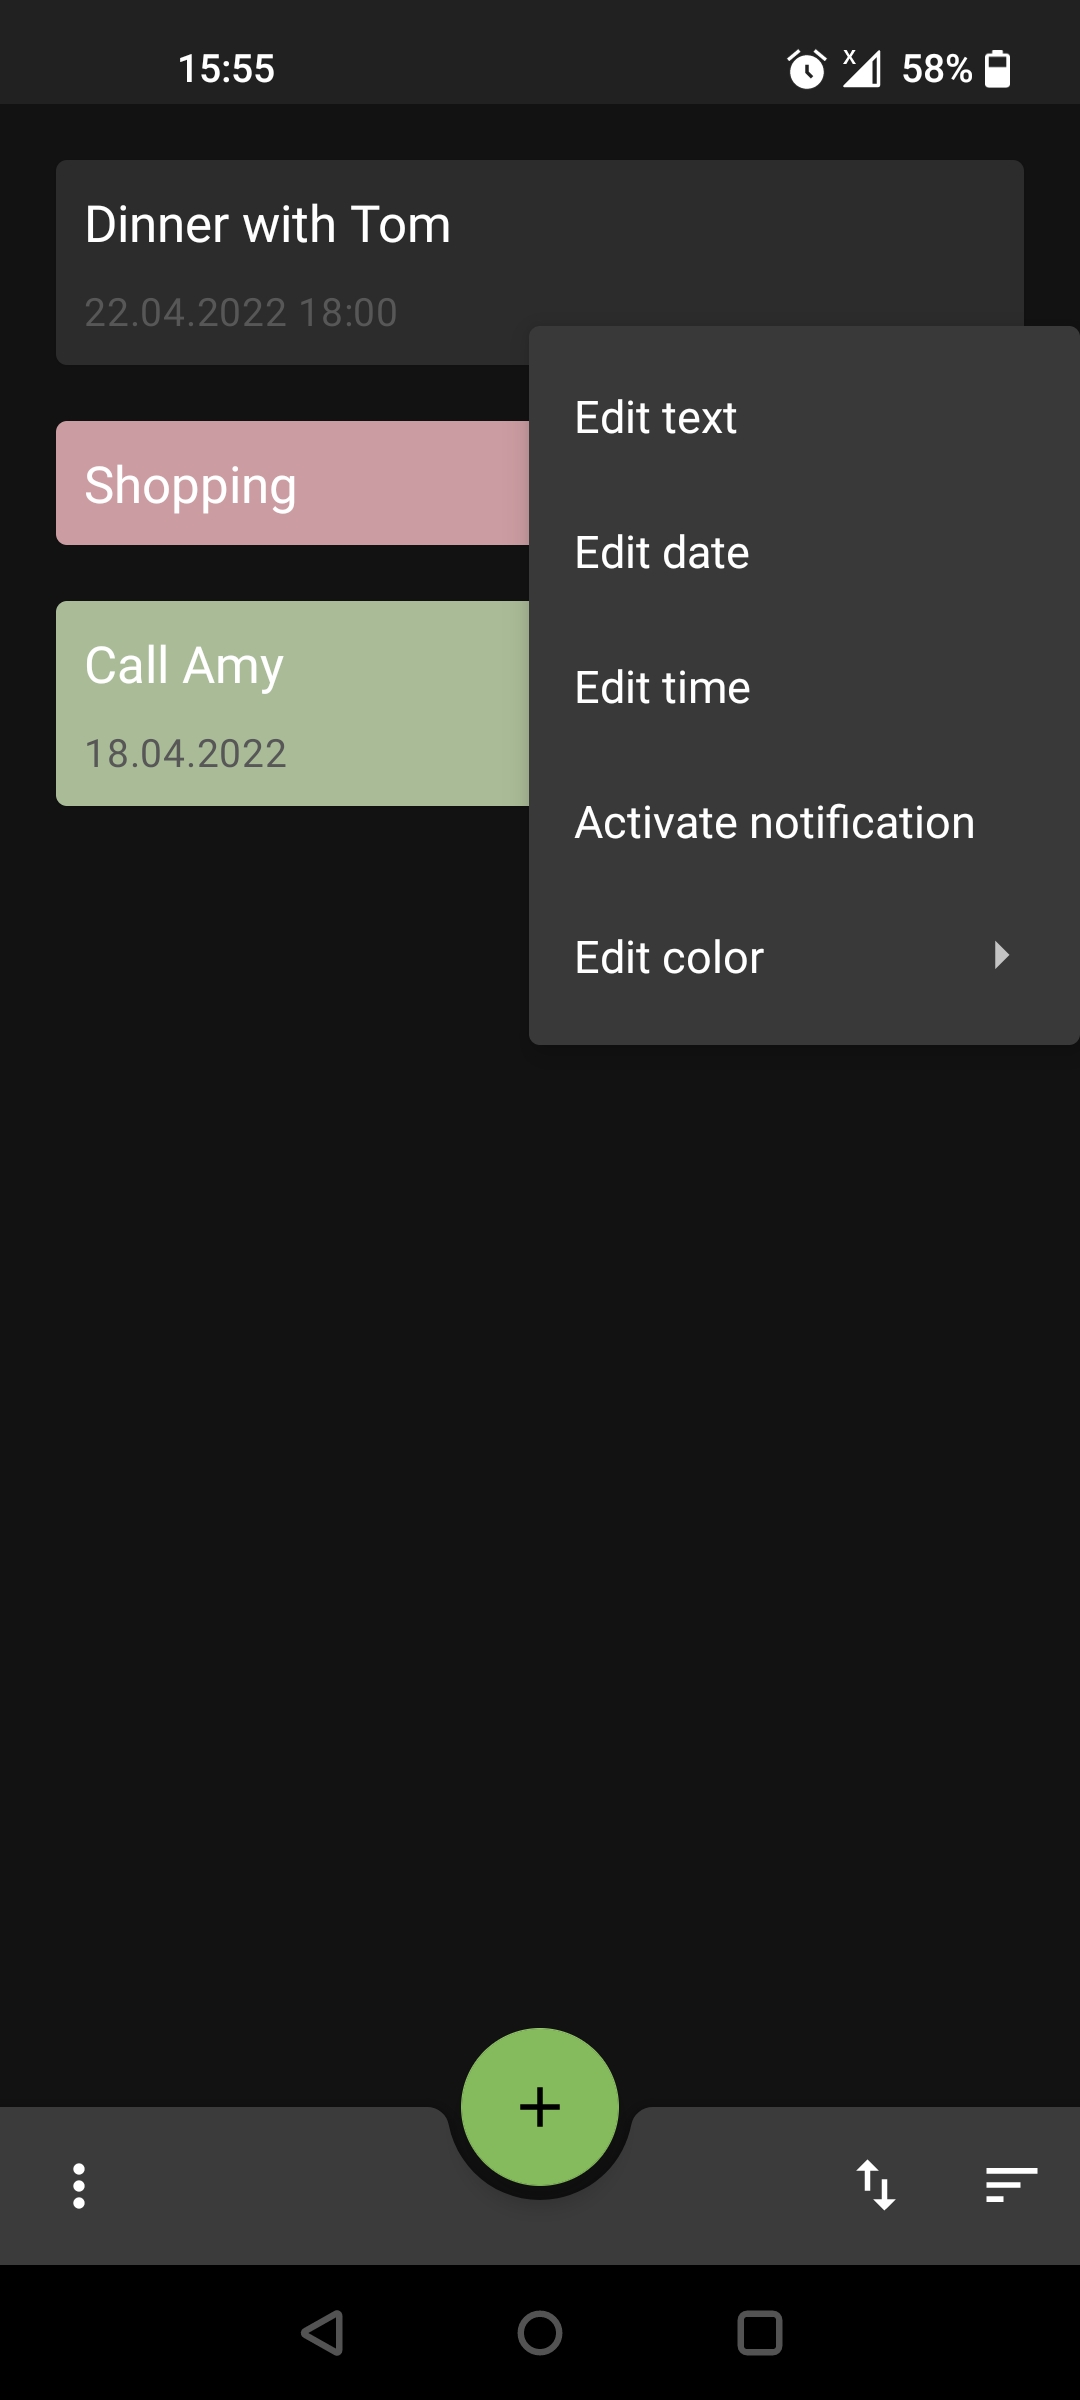 15:55
58%
Dinner with Tom
22.04.2022 18:00
Shopping
Call Amy
18.04.2022
Edit text
Edit date
Edit time
Activate notification
Edit color